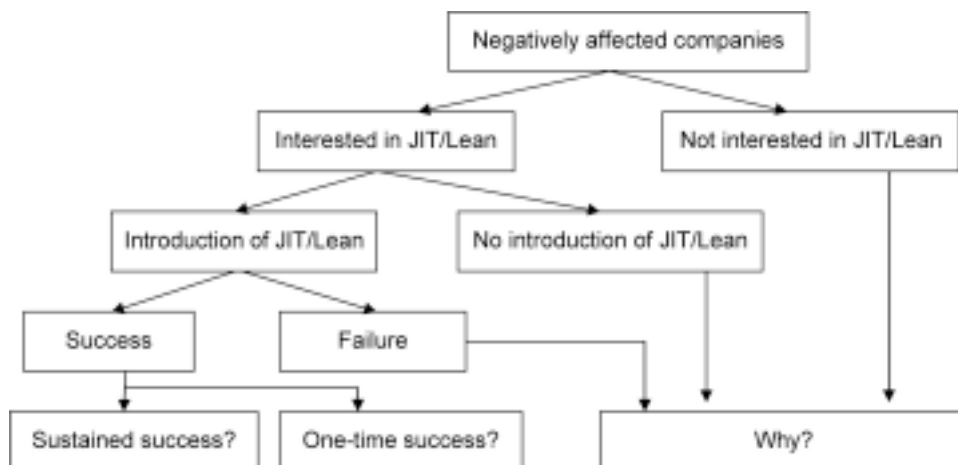 Negatively affected companies
Interested in JIT/Lean
Not interested in JIT/Lean
Introduction of JIT/Lean
No introduction of JIT/Lean
Success
Failure
Sustained success?
One-time success?
Why?